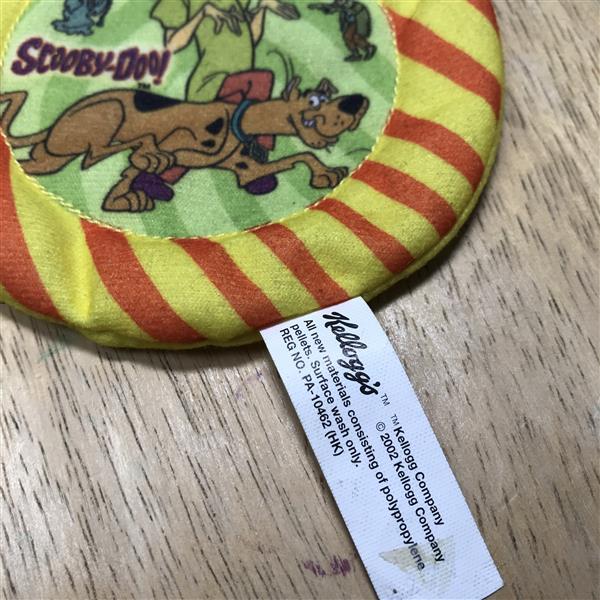 SCOOBY-DOO!
TM
Kellogg's TM
TM Kellogg Company
© 2002 Kellogg Company
All new materials consisting of polypropylene
pellets. Surface wash only.
REG NO. PA-10462 (HK)